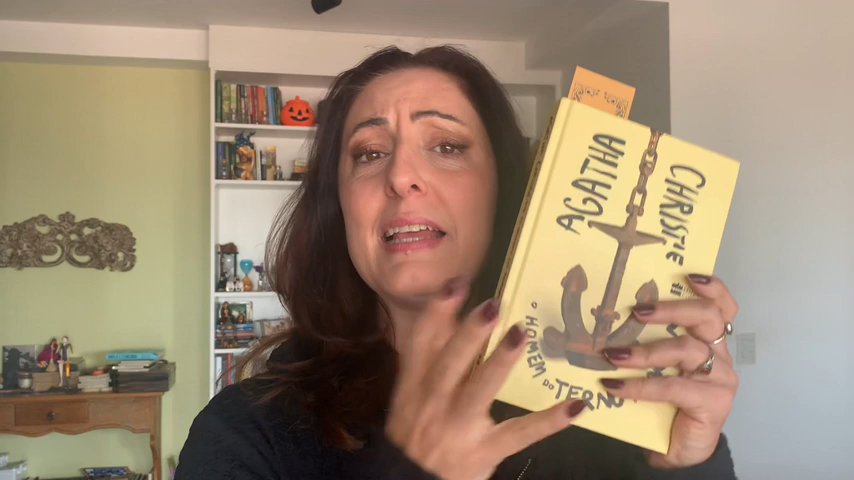 AGATHA
CHRISTIE
O
HOMEM
DO
TERNO